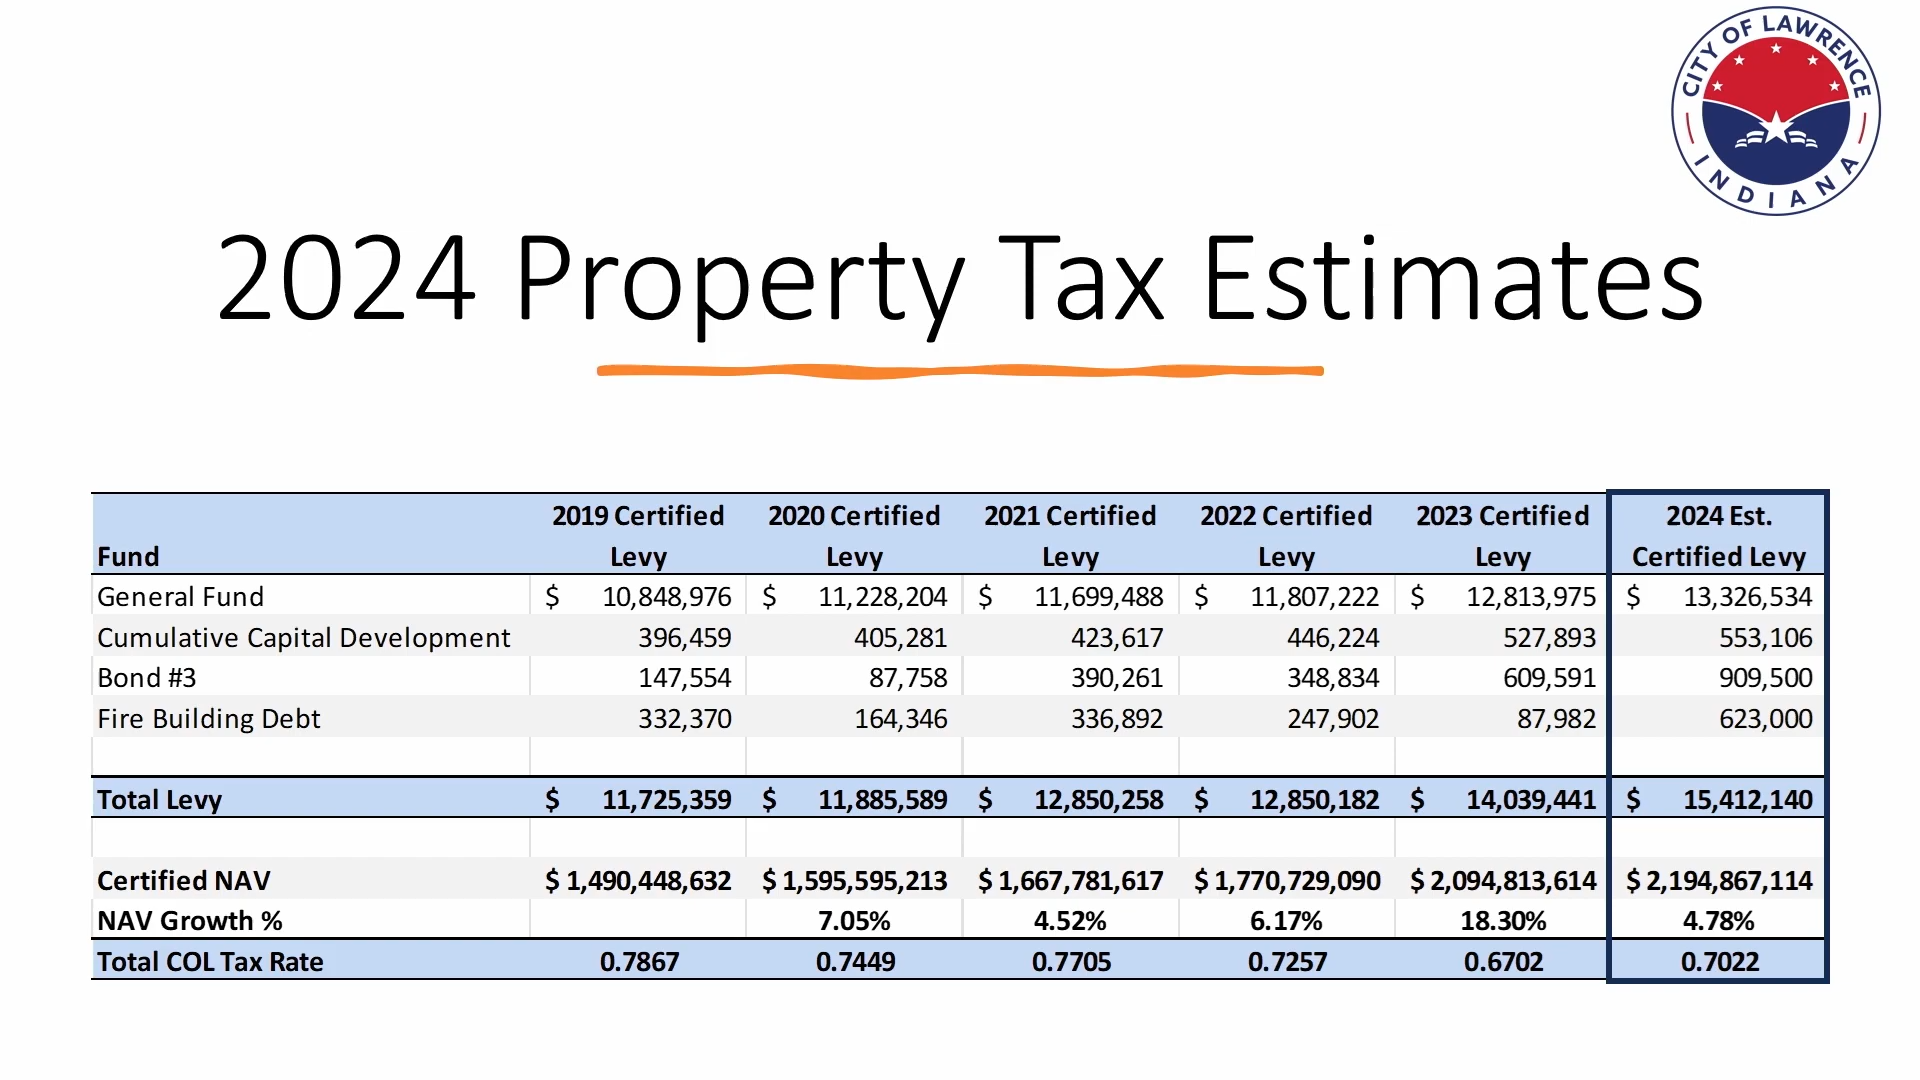 CITY OF LAWRENCE
INDIANA
2024 Property Tax Estimates
2019 Certified 2020 Certified 2021 Certified 2022 Certified 2023 Certified 2024 Est.
Fund Levy Levy Levy Levy Levy Certified Levy
General Fund $ 10,848,976 $ 11,228,204 $ 11,699,488 $ 11,807,222 $ 12,813,975 $ 13,326,534
Cumulative Capital Development 396,459 405,281 423,617 446,224 527,893 553,106
Bond #3 147,554 87,758 390,261 348,834 609,591 909,500
Fire Building Debt 332,370 164,346 336,892 247,902 87,982 623,000
Total Levy $ 11,725,359 $ 11,885,589 $ 12,850,258 $ 12,850,182 $ 14,039,441 $ 15,412,140
Certified NAV $ 1,490,448,632 $ 1,595,595,213 $ 1,667,781,617 $ 1,770,729,090 $ 2,094,813,614 $ 2,194,867,114
NAV Growth % 7.05% 4.52% 6.17% 18.30% 4.78%
Total COL Tax Rate 0.7867 0.7449 0.7705 0.7257 0.6702 0.7022